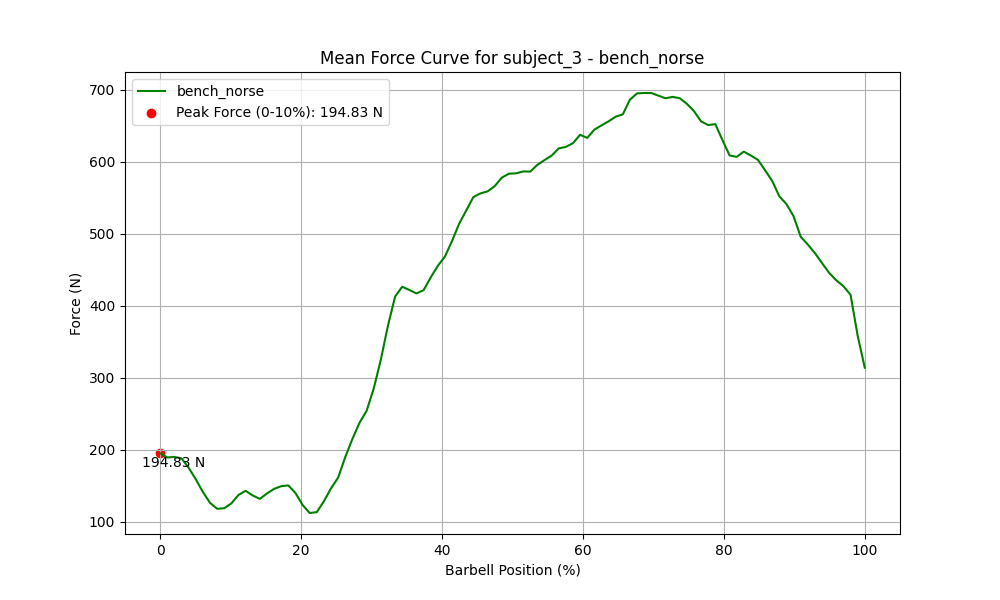 Mean Force Curve for subject_3 - bench_norse
bench_norse
Peak Force (0-10%): 194.83 N
700
600
500
400
300
200
100
Force (N)
194.83 N
0
20
40
60
80
100
Barbell Position (%)